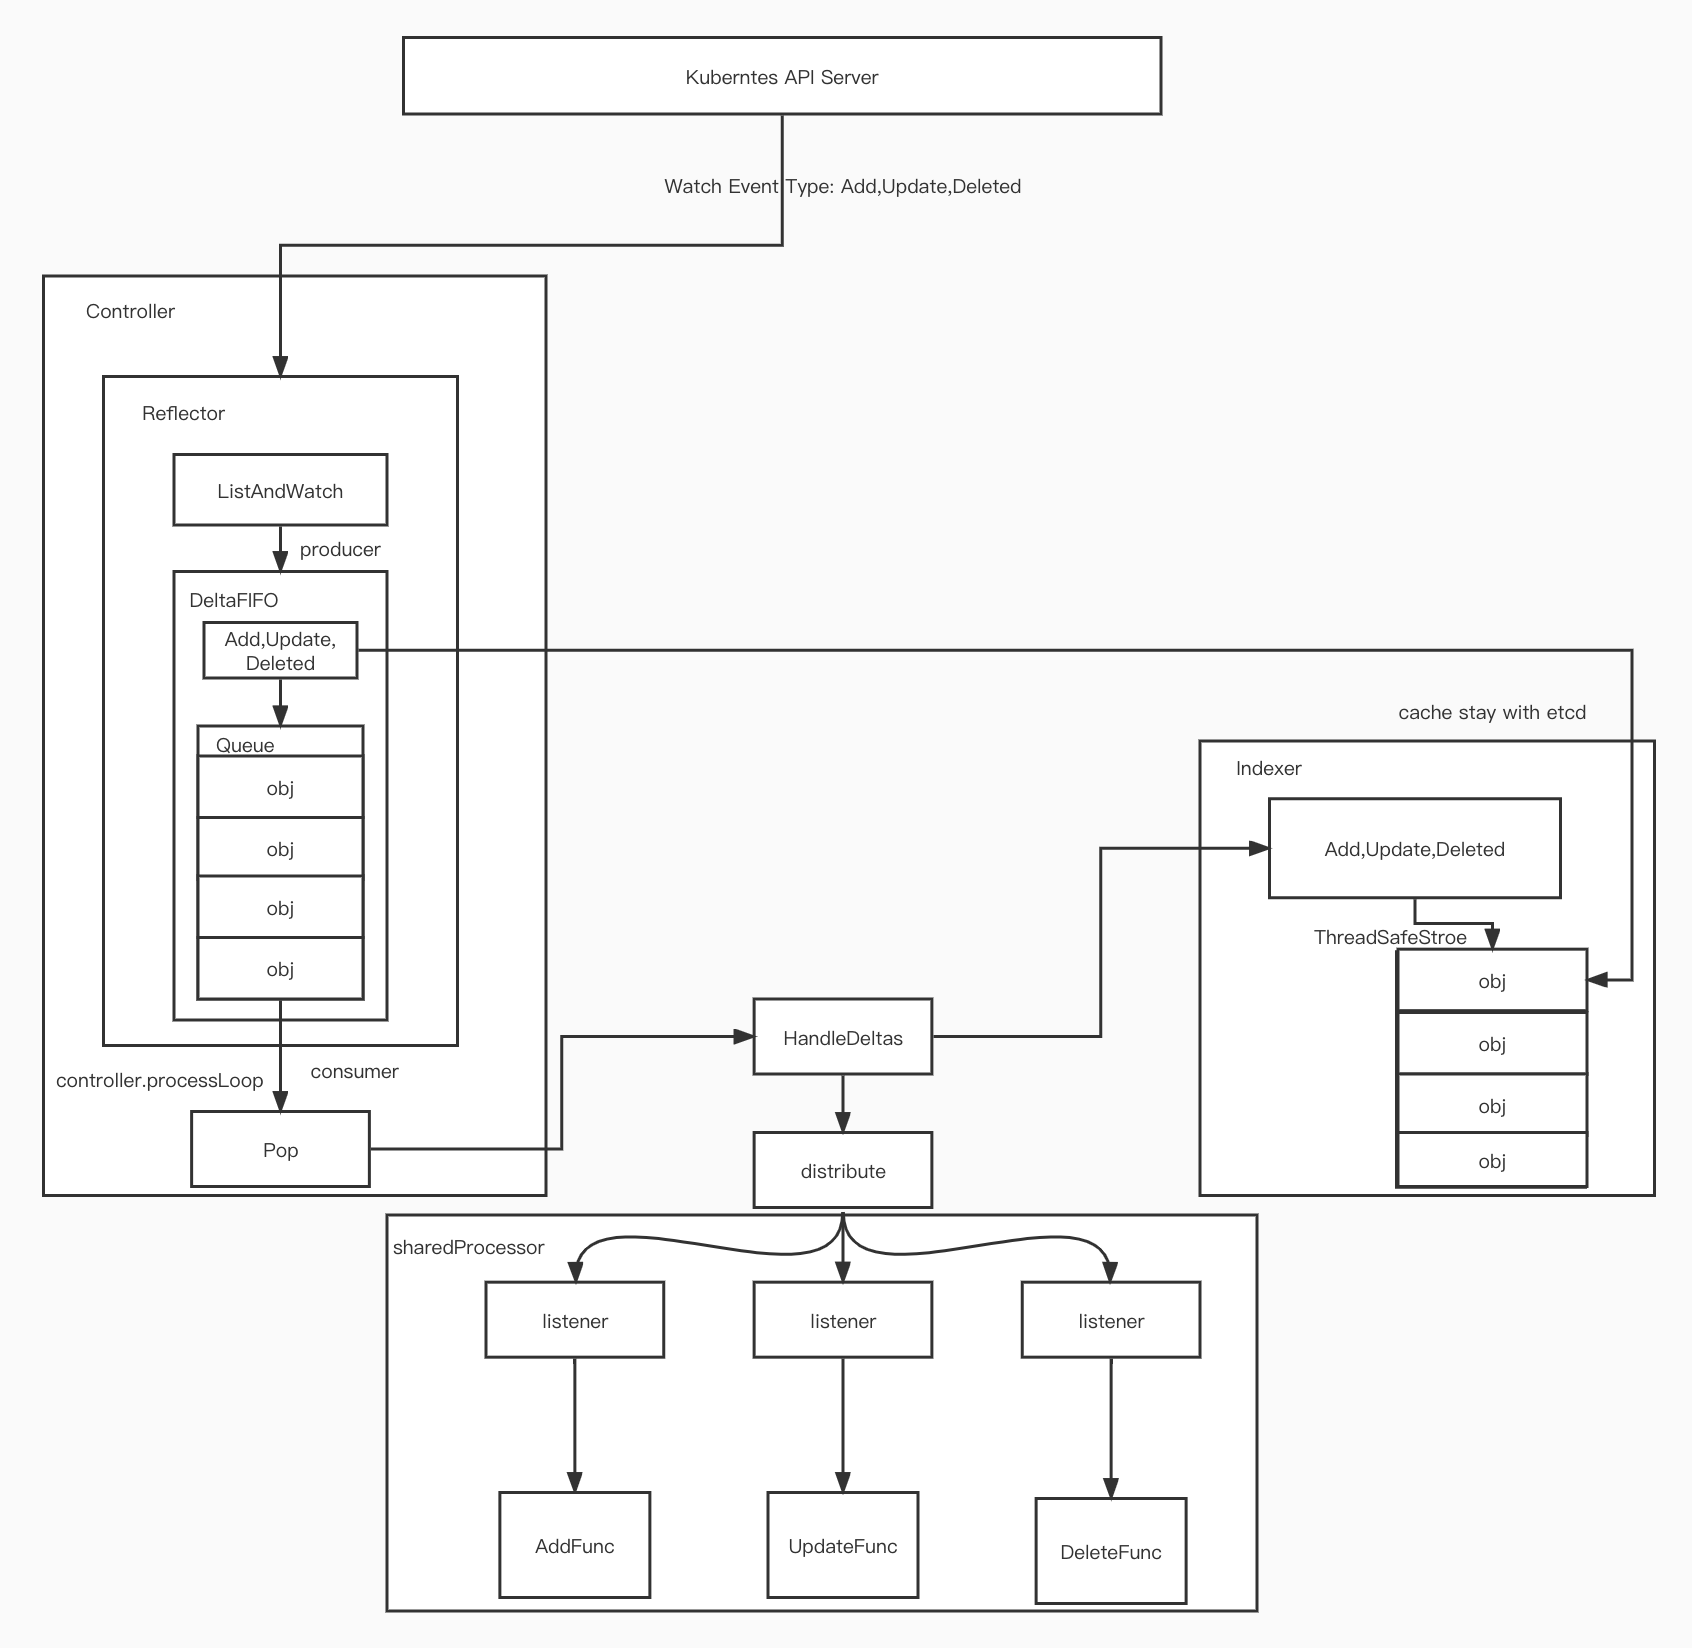 Kuberntes API Server
Watch Event Type: Add,Update,Deleted
Controller
Reflector
ListAndWatch
producer
DeltaFIFO
Add,Update,
Deleted
Queue
obj
obj
obj
obj
controller.processLoop
consumer
Pop
HandleDeltas
distribute
cache stay with etcd
Indexer
Add,Update,Deleted
ThreadSafeStroe
obj
obj
obj
obj
sharedProcessor
listener
listener
listener
AddFunc
UpdateFunc
DeleteFunc